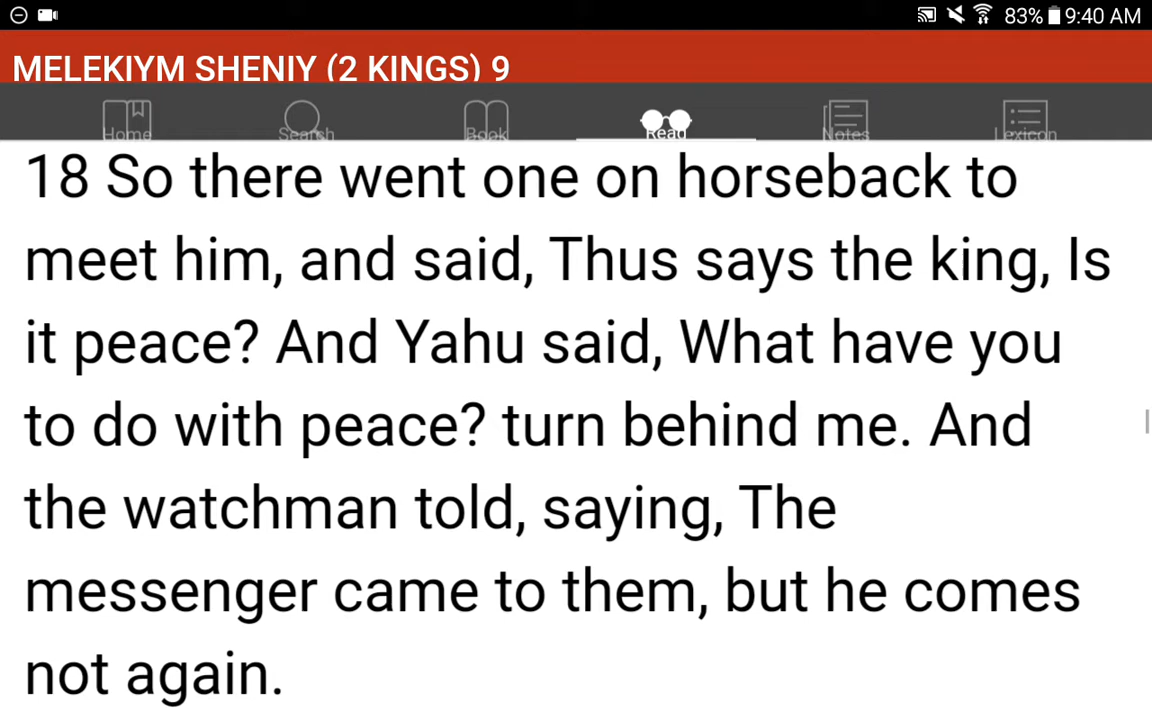 83% 9:40 AM
MELEKIYM SHENIY (2 KINGS) 9
Home Search Book Read Notes Lexicon
18 So there went one on horseback to
meet him, and said, Thus says the king, Is
it peace? And Yahu said, What have you
to do with peace? turn behind me. And
the watchman told, saying, The
messenger came to them, but he comes
not again.